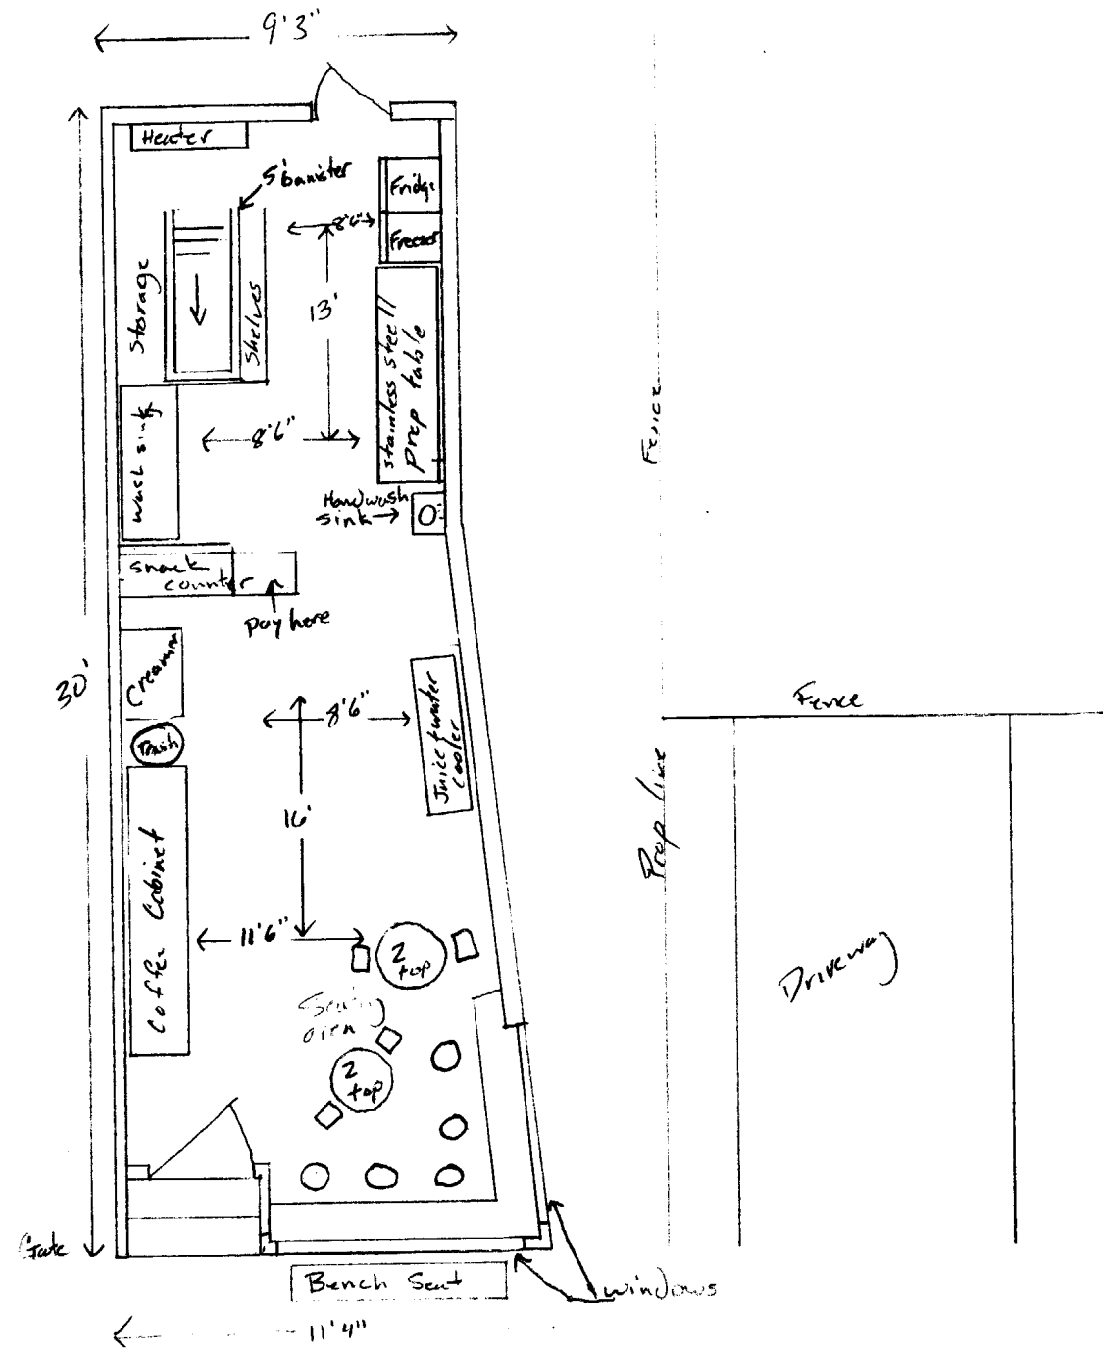 9'3"
Heater
5'banister
Fridge
8'6"
Freezer
13'
Storage
Shelves
stainless steel
Prep table
Fence
8'6"
wash sink
Handwash
sink→
snack
counter
pay here
30'
8'6"
Juice & water
cooler
Fence
Trash
16'
Prop line
Coffee Cabinet
11'6"
2
top
Driveway
Seating
area
2
top
Gate
Bench Seat
windows
11'4"